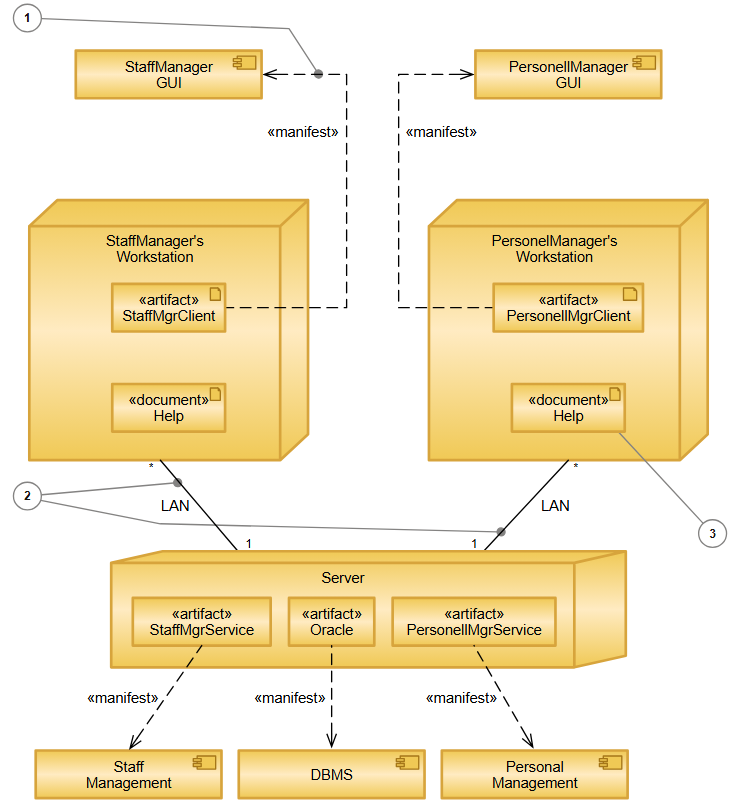 1
StaffManager
GUI
PersonellManager
GUI
«manifest»
«manifest»
StaffManager's
Workstation
PersonelManager's
Workstation
«artifact»
StaffMgrClient
«artifact»
PersonellMgrClient
«document»
Help
«document»
Help
*
*
2
LAN
LAN
3
1
1
Server
«artifact»
StaffMgrService
«artifact»
Oracle
«artifact»
PersonellMgrService
«manifest»
«manifest»
«manifest»
Staff
Management
DBMS
Personal
Management